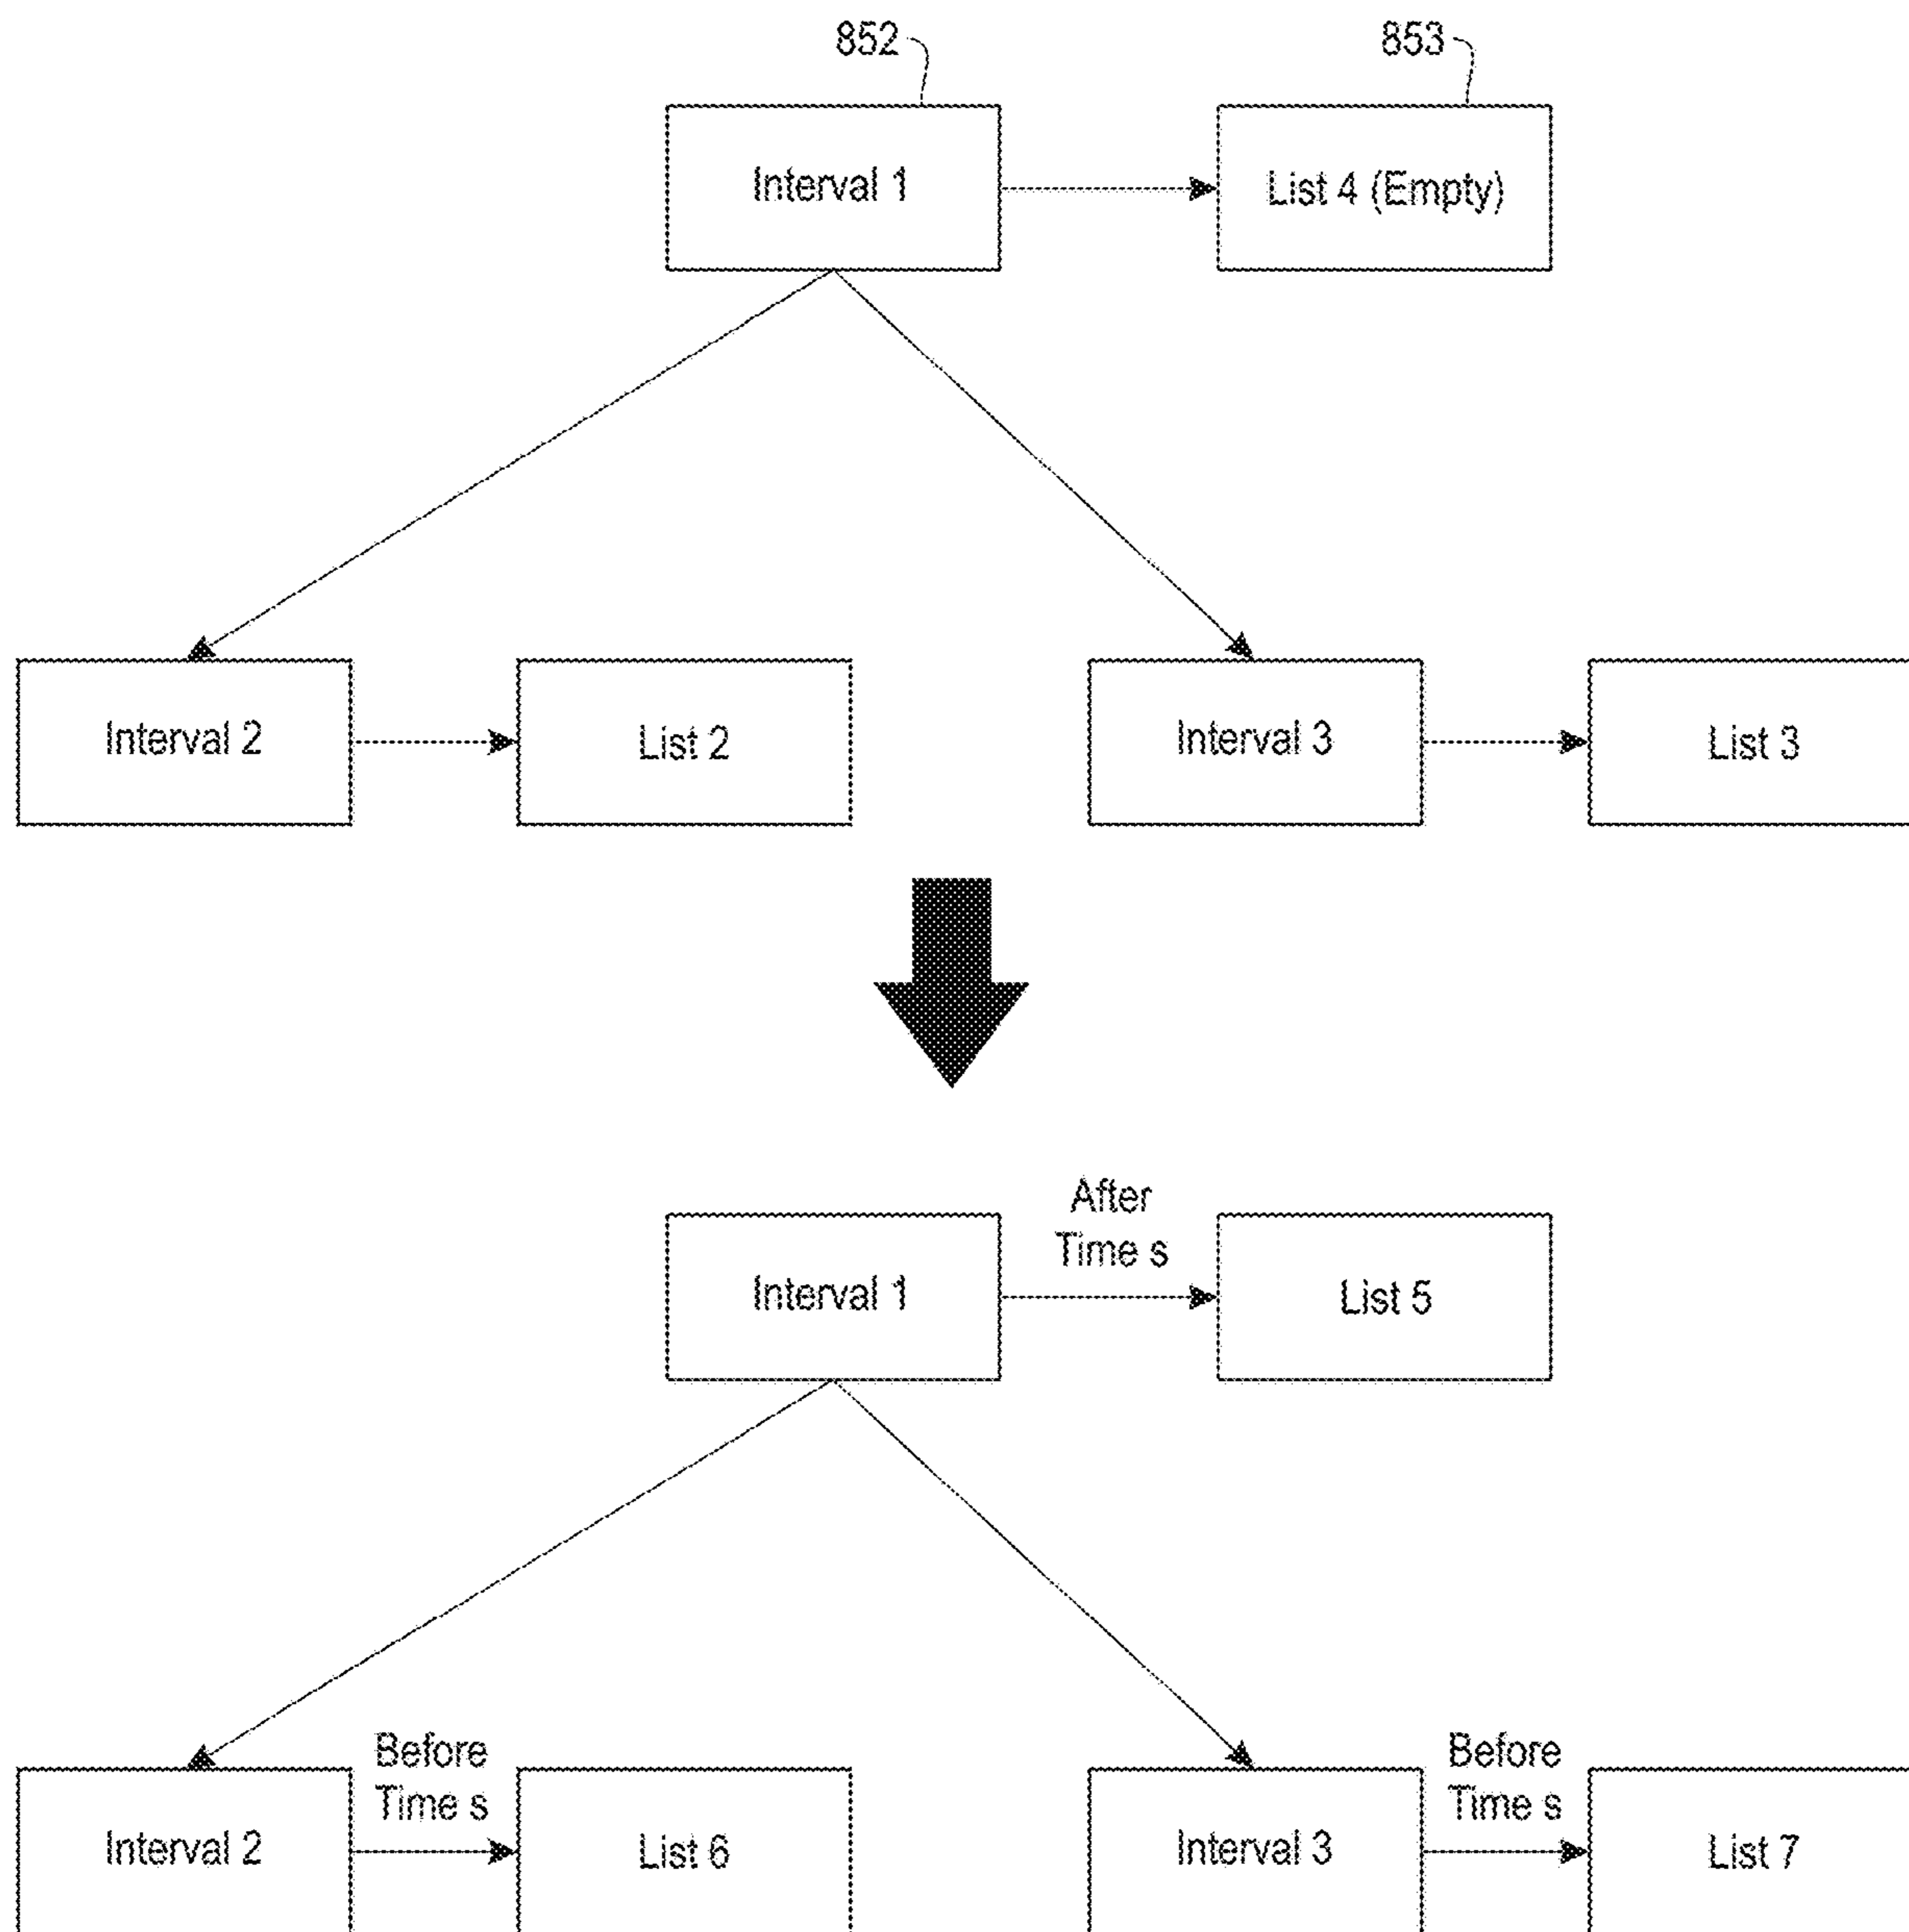 852
853
Interval 1
List 4 (Empty)
Interval 2
List 2
Interval 3
List 3
After
Time s
Interval 1
List 5
Before
Time s
Before
Time s
Interval 2
List 6
Interval 3
List 7